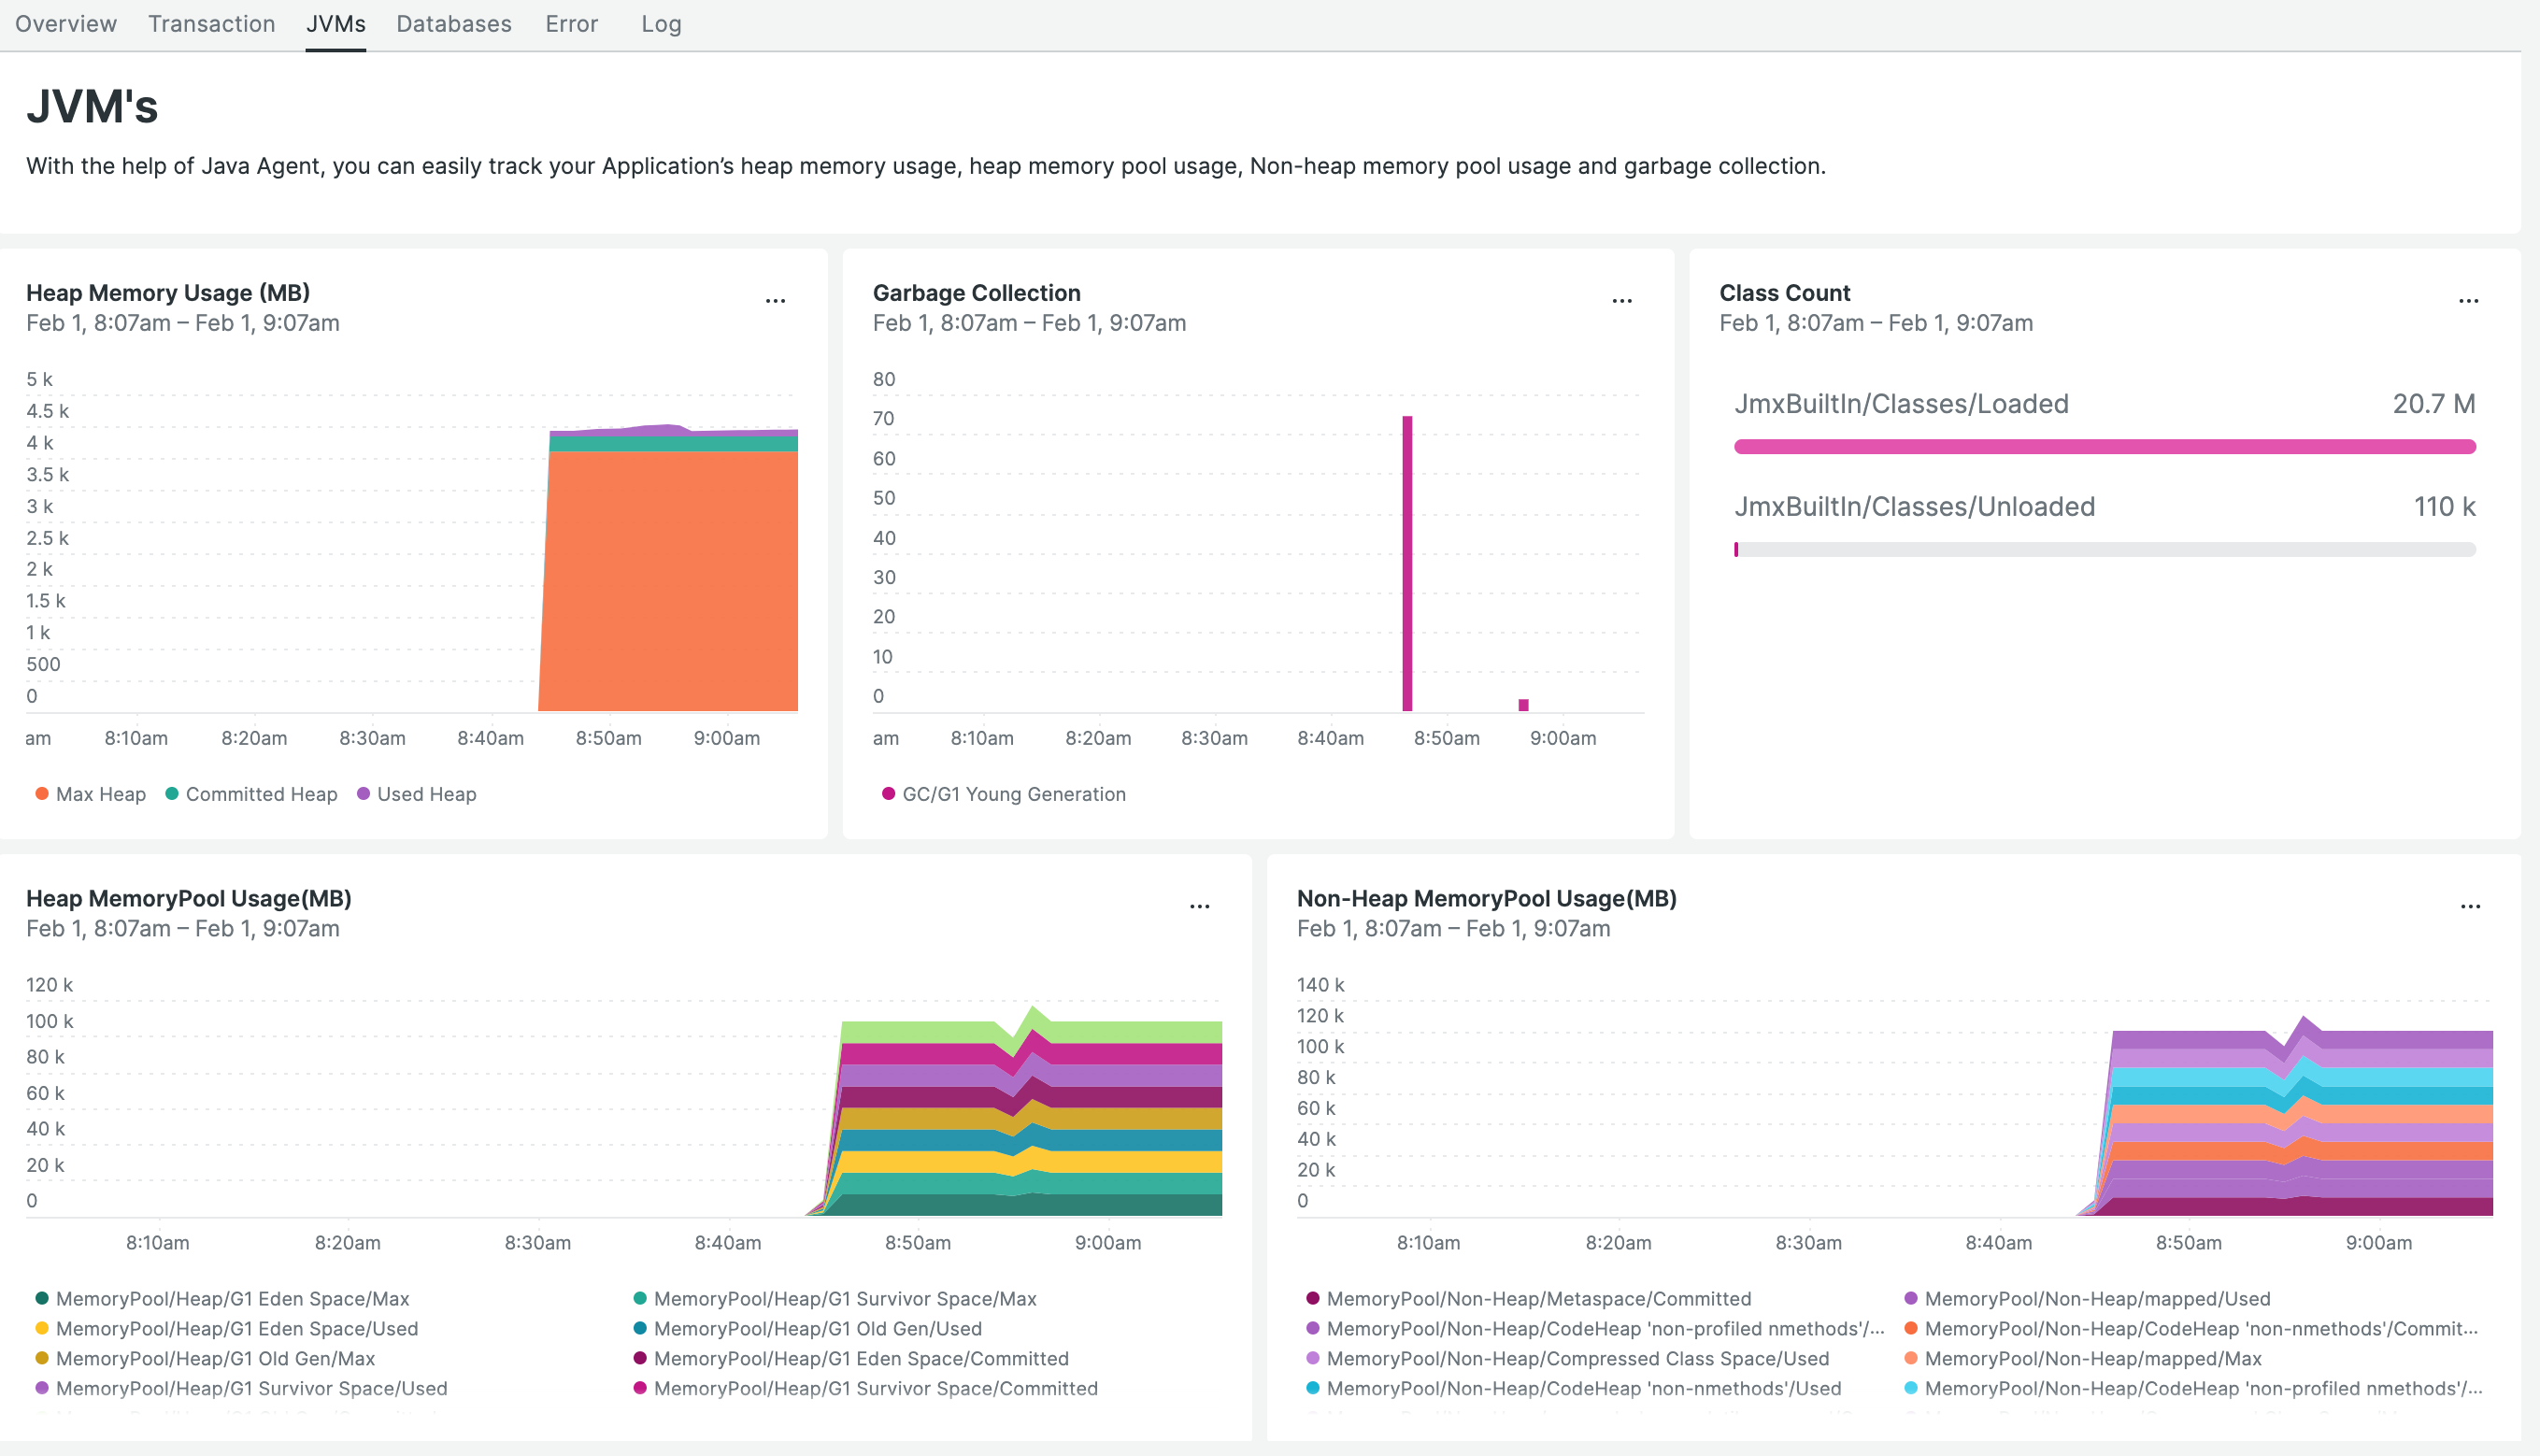 Overview Transaction JVMs Databases Error Log
JVM's
With the help of Java Agent, you can easily track your Application’s heap memory usage, heap memory pool usage, Non-heap memory pool usage and garbage collection.
Heap Memory Usage (MB)
...
Feb 1, 8:07am – Feb 1, 9:07am
5 k
4.5 k
4 k
3.5 k
3 k
2.5 k
2 k
1.5 k
1 k
500
0
am 8:10am 8:20am 8:30am 8:40am 8:50am 9:00am
Max Heap Committed Heap Used Heap
Garbage Collection
...
Feb 1, 8:07am – Feb 1, 9:07am
80
70
60
50
40
30
20
10
0
am 8:10am 8:20am 8:30am 8:40am 8:50am 9:00am
GC/G1 Young Generation
Class Count
...
Feb 1, 8:07am – Feb 1, 9:07am
JmxBuiltIn/Classes/Loaded 20.7 M
JmxBuiltIn/Classes/Unloaded 110 k
Heap MemoryPool Usage(MB)
...
Feb 1, 8:07am – Feb 1, 9:07am
120 k
100 k
80 k
60 k
40 k
20 k
0
8:10am 8:20am 8:30am 8:40am 8:50am 9:00am
MemoryPool/Heap/G1 Eden Space/Max MemoryPool/Heap/G1 Survivor Space/Max
MemoryPool/Heap/G1 Eden Space/Used MemoryPool/Heap/G1 Old Gen/Used
MemoryPool/Heap/G1 Old Gen/Max MemoryPool/Heap/G1 Eden Space/Committed
MemoryPool/Heap/G1 Survivor Space/Used MemoryPool/Heap/G1 Survivor Space/Committed
Non-Heap MemoryPool Usage(MB)
...
Feb 1, 8:07am – Feb 1, 9:07am
140 k
120 k
100 k
80 k
60 k
40 k
20 k
0
8:10am 8:20am 8:30am 8:40am 8:50am 9:00am
MemoryPool/Non-Heap/Metaspace/Committed MemoryPool/Non-Heap/mapped/Used
MemoryPool/Non-Heap/CodeHeap 'non-profiled nmethods'/... MemoryPool/Non-Heap/CodeHeap 'non-nmethods'/Commit...
MemoryPool/Non-Heap/Compressed Class Space/Used MemoryPool/Non-Heap/mapped/Max
MemoryPool/Non-Heap/CodeHeap 'non-nmethods'/Used MemoryPool/Non-Heap/CodeHeap 'non-profiled nmethods'/...